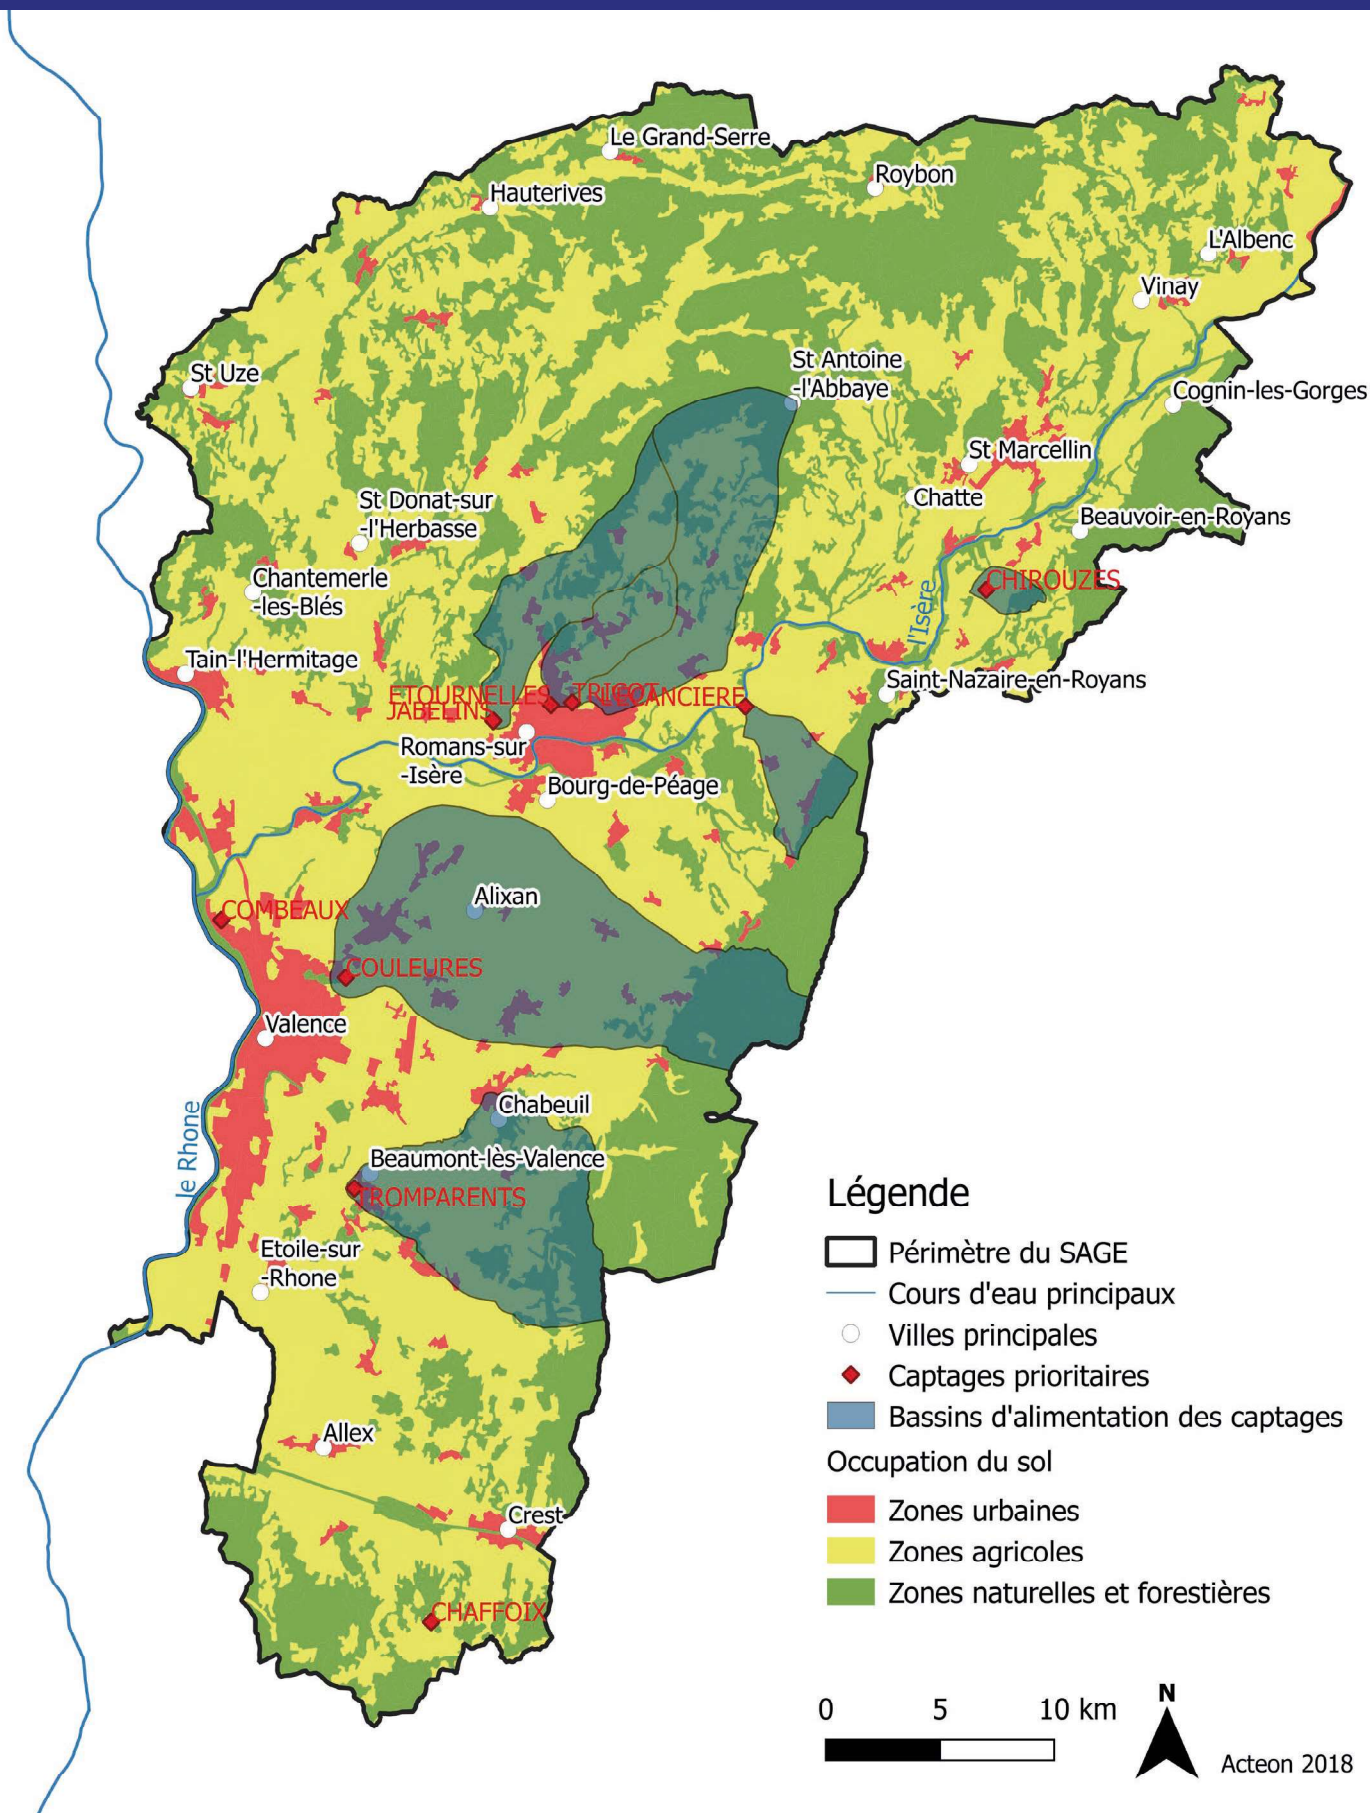 Le Grand-Serre
Roybon
Hauterives
L'Albenc
Vinay
St Uze
St Antoine
-l'Abbaye
Cognin-les-Gorges
St Marcellin
Chatte
St Donat-sur
-l'Herbasse
Beauvoir-en-Royans
Chantemerle
-les-Blés
CHIROUZES
l'Isère
Tain-l'Hermitage
Saint-Nazaire-en-Royans
ETOURNELLES
TRICOT
JABELINS
Romans-sur
-Isère
Bourg-de-Péage
Alixan
COMBEAUX
COULEURES
Valence
Chabeuil
le Rhone
Beaumont-lès-Valence
TROMPARENTS
Etoile-sur
-Rhone
Allex
Crest
CHAFFOIX
Légende
Périmètre du SAGE
Cours d'eau principaux
Villes principales
Captages prioritaires
Bassins d'alimentation des captages
Occupation du sol
Zones urbaines
Zones agricoles
Zones naturelles et forestières
0 5 10 km
N
Acteon 2018